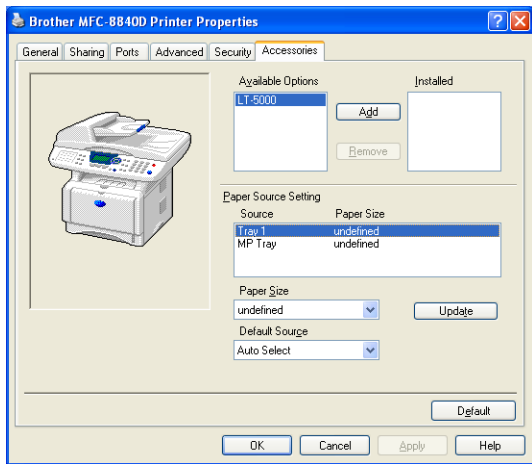 Brother MFC-8840D Printer Properties
General Sharing Ports Advanced Security Accessories
Available Options Installed
LT-5000
Add
Remove
Paper Source Setting
Source Paper Size
Tray 1 undefined
MP Tray undefined
Paper Size
undefined Update
Default Source
Auto Select
Default
OK Cancel Apply Help